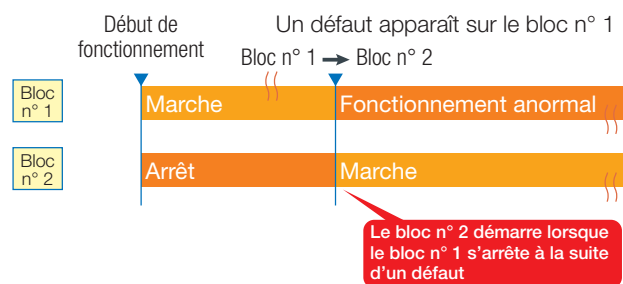 Début de
fonctionnement
Un défaut apparaît sur le bloc n° 1
Bloc n° 1 → Bloc n° 2
Bloc
n° 1
Marche
Fonctionnement anormal
Bloc
n° 2
Arrêt
Marche
Le bloc n° 2 démarre lorsque
le bloc n° 1 s’arrête à la suite
d’un défaut